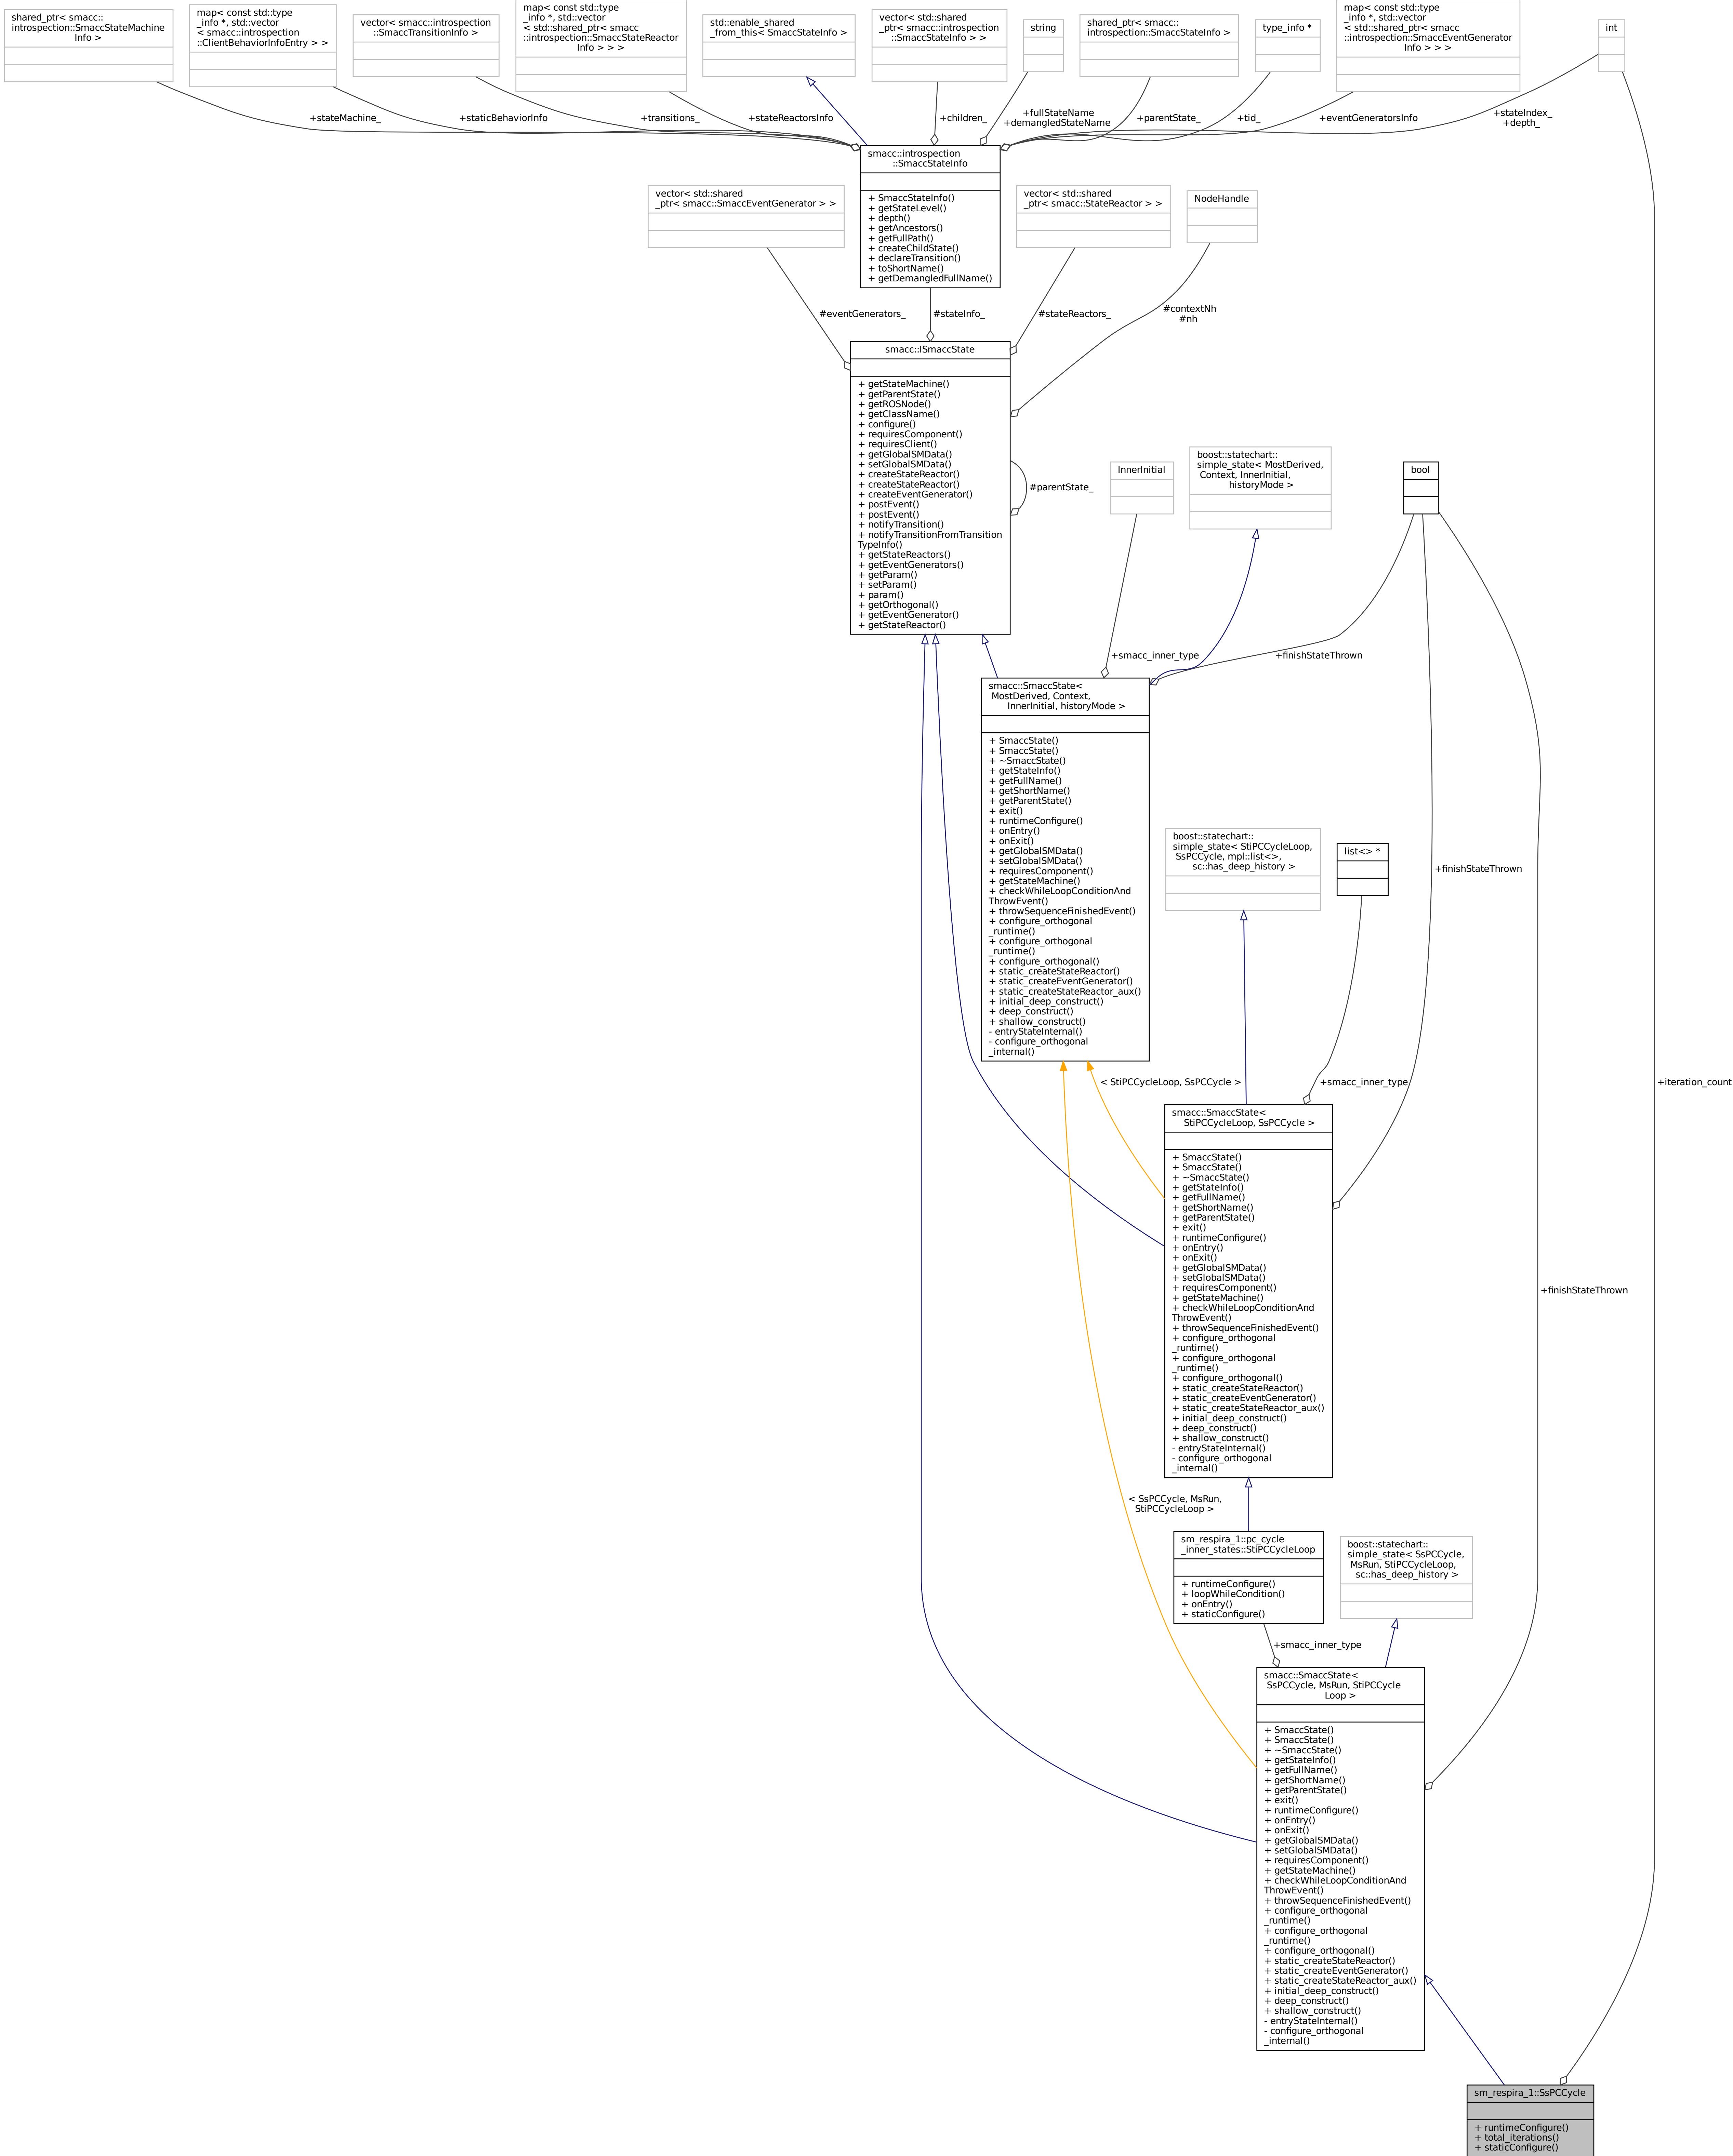 shared_ptr< smacc::
introspection::SmaccStateMachine
Info >
map< const std::type
_info *, std::vector
< smacc::introspection
::ClientBehaviorInfoEntry > >
vector< smacc::introspection
::SmaccTransitionInfo >
map< const std::type
_info *, std::vector
< std::shared_ptr< smacc
::introspection::SmaccStateReactor
Info > > >
std::enable_shared
_from_this< SmaccStateInfo >
vector< std::shared
_ptr< smacc::introspection
::SmaccStateInfo > >
string
shared_ptr< smacc::
introspection::SmaccStateInfo >
type_info *
map< const std::type
_info *, std::vector
< std::shared_ptr< smacc
::introspection::SmaccEventGenerator
Info > > >
int
+stateMachine_
+staticBehaviorInfo
+transitions_
+stateReactorsInfo
+children_
+fullStateName
+demangledStateName
+parentState_
+tid_
+eventGeneratorsInfo
+stateIndex_
+depth_
smacc::introspection
::SmaccStateInfo
+ SmaccStateInfo()
+ getStateLevel()
+ depth()
+ getAncestors()
+ getFullPath()
+ createChildState()
+ declareTransition()
+ toShortName()
+ getDemangledFullName()
vector< std::shared
_ptr< smacc::SmaccEventGenerator > >
vector< std::shared
_ptr< smacc::StateReactor > >
NodeHandle
#eventGenerators_
#stateInfo_
#stateReactors_
#contextNh
#nh
smacc::ISmaccState
+ getStateMachine()
+ getParentState()
+ getROSNode()
+ getClassName()
+ configure()
+ requiresComponent()
+ requiresClient()
+ getGlobalSMData()
+ setGlobalSMData()
+ createStateReactor()
+ createStateReactor()
+ createEventGenerator()
+ postEvent()
+ postEvent()
+ notifyTransition()
+ notifyTransitionFromTransition
TypeInfo()
+ getStateReactors()
+ getEventGenerators()
+ getParam()
+ setParam()
+ param()
+ getOrthogonal()
+ getEventGenerator()
+ getStateReactor()
#parentState_
InnerInitial
boost::statechart::
simple_state< MostDerived,
Context, InnerInitial,
historyMode >
bool
+smacc_inner_type
+finishStateThrown
smacc::SmaccState<
MostDerived, Context,
InnerInitial, historyMode >
+ SmaccState()
+ SmaccState()
+ ~SmaccState()
+ getStateInfo()
+ getFullName()
+ getShortName()
+ getParentState()
+ exit()
+ runtimeConfigure()
+ onEntry()
+ onExit()
+ getGlobalSMData()
+ setGlobalSMData()
+ requiresComponent()
+ getStateMachine()
+ checkWhileLoopConditionAnd
ThrowEvent()
+ throwSequenceFinishedEvent()
+ configure_orthogonal
_runtime()
+ configure_orthogonal
_runtime()
+ configure_orthogonal()
+ static_createStateReactor()
+ static_createEventGenerator()
+ static_createStateReactor_aux()
+ initial_deep_construct()
+ deep_construct()
+ shallow_construct()
- entryStateInternal()
- configure_orthogonal
_internal()
boost::statechart::
simple_state< StiPCCycleLoop,
SsPCCycle, mpl::list<>,
sc::has_deep_history >
list<> *
+finishStateThrown
< StiPCCycleLoop, SsPCCycle >
+smacc_inner_type
+iteration_count
smacc::SmaccState<
StiPCCycleLoop, SsPCCycle >
+ SmaccState()
+ SmaccState()
+ ~SmaccState()
+ getStateInfo()
+ getFullName()
+ getShortName()
+ getParentState()
+ exit()
+ runtimeConfigure()
+ onEntry()
+ onExit()
+ getGlobalSMData()
+ setGlobalSMData()
+ requiresComponent()
+ getStateMachine()
+ checkWhileLoopConditionAnd
ThrowEvent()
+ throwSequenceFinishedEvent()
+ configure_orthogonal
_runtime()
+ configure_orthogonal
_runtime()
+ configure_orthogonal()
+ static_createStateReactor()
+ static_createEventGenerator()
+ static_createStateReactor_aux()
+ initial_deep_construct()
+ deep_construct()
+ shallow_construct()
- entryStateInternal()
- configure_orthogonal
_internal()
+finishStateThrown
< SsPCCycle, MsRun,
StiPCCycleLoop >
sm_respira_1::pc_cycle
_inner_states::StiPCCycleLoop
+ runtimeConfigure()
+ loopWhileCondition()
+ onEntry()
+ staticConfigure()
boost::statechart::
simple_state< SsPCCycle,
MsRun, StiPCCycleLoop,
sc::has_deep_history >
+smacc_inner_type
smacc::SmaccState<
SsPCCycle, MsRun, StiPCCycle
Loop >
+ SmaccState()
+ SmaccState()
+ ~SmaccState()
+ getStateInfo()
+ getFullName()
+ getShortName()
+ getParentState()
+ exit()
+ runtimeConfigure()
+ onEntry()
+ onExit()
+ getGlobalSMData()
+ setGlobalSMData()
+ requiresComponent()
+ getStateMachine()
+ checkWhileLoopConditionAnd
ThrowEvent()
+ throwSequenceFinishedEvent()
+ configure_orthogonal
_runtime()
+ configure_orthogonal
_runtime()
+ configure_orthogonal()
+ static_createStateReactor()
+ static_createEventGenerator()
+ static_createStateReactor_aux()
+ initial_deep_construct()
+ deep_construct()
+ shallow_construct()
- entryStateInternal()
- configure_orthogonal
_internal()
sm_respira_1::SsPCCycle
+ runtimeConfigure()
+ total_iterations()
+ staticConfigure()